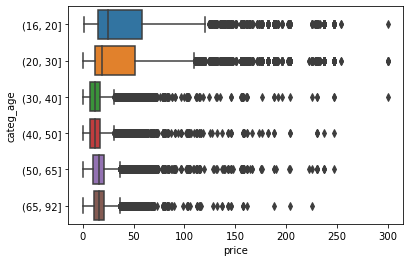 (16, 20]
(20, 30]
(30, 40]
(40, 50]
(50, 65]
(65, 92]
categ_age
0 50 100 150 200 250 300
price